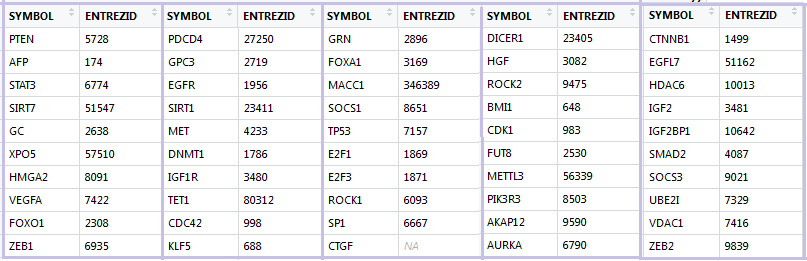 SYMBOL ENTREZID SYMBOL ENTREZID SYMBOL ENTREZID SYMBOL ENTREZID SYMBOL ENTREZID
PTEN 5728 PDCD4 27250 GRN 2896 DICER1 23405 CTNNB1 1499
AFP 174 GPC3 2719 FOXA1 3169 HGF 3082 EGFL7 51162
STAT3 6774 EGFR 1956 MACC1 346389 ROCK2 9475 HDAC6 10013
SIRT7 51547 SIRT1 23411 SOCS1 8651 BMI1 648 IGF2 3481
GC 2638 MET 4233 TP53 7157 CDK1 983 IGF2BP1 10642
XPO5 57510 DNMT1 1786 E2F1 1869 FUT8 2530 SMAD2 4087
HMGA2 8091 IGF1R 3480 E2F3 1871 METTL3 56339 SOCS3 9021
VEGFA 7422 TET1 80312 ROCK1 6093 PIK3R3 8503 UBE2I 7329
FOXO1 2308 CDC42 998 SP1 6667 AKAP12 9590 VDAC1 7416
ZEB1 6935 KLF5 688 CTGF NA AURKA 6790 ZEB2 9839